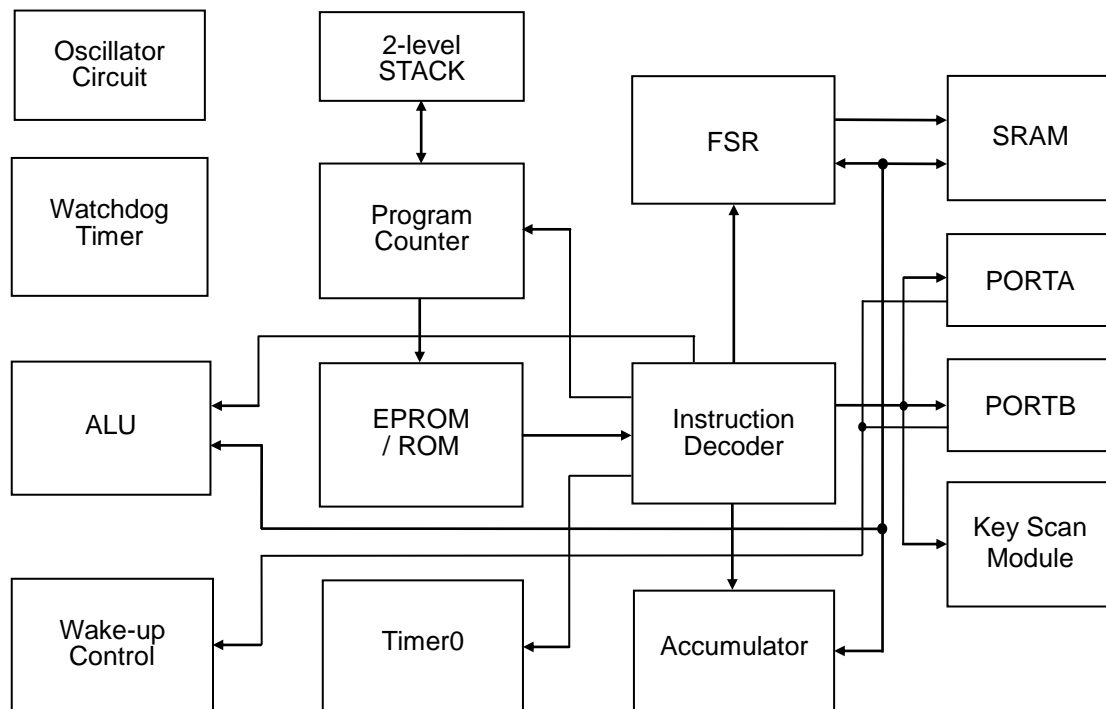 Oscillator
Circuit
2-level
STACK
FSR
SRAM
Watchdog
Timer
Program
Counter
PORTA
ALU
EPROM
/ ROM
Instruction
Decoder
PORTB
Key Scan
Module
Wake-up
Control
Timer0
Accumulator